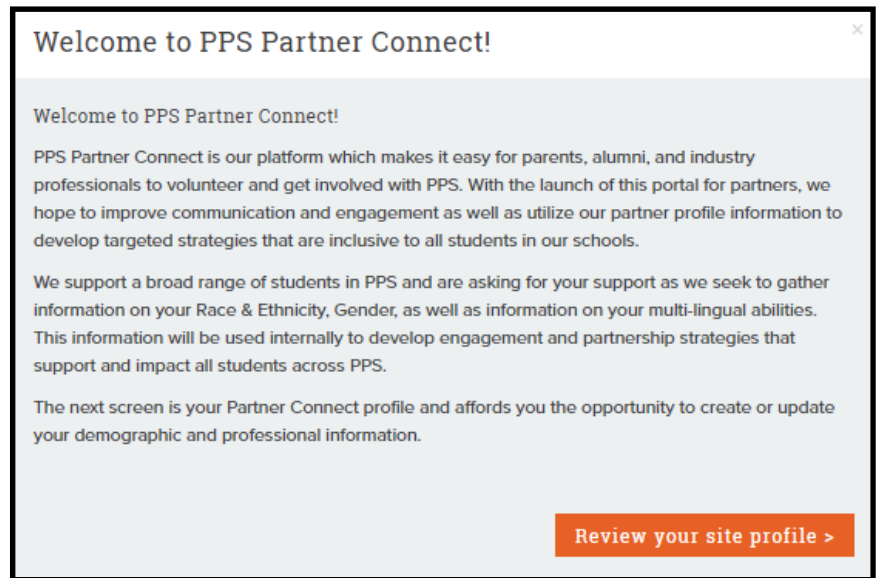 Welcome to PPS Partner Connect!
×
Welcome to PPS Partner Connect!
PPS Partner Connect is our platform which makes it easy for parents, alumni, and industry
professionals to volunteer and get involved with PPS. With the launch of this portal for partners, we
hope to improve communication and engagement as well as utilize our partner profile information to
develop targeted strategies that are inclusive to all students in our schools.
We support a broad range of students in PPS and are asking for your support as we seek to gather
information on your Race & Ethnicity, Gender, as well as information on your multi-lingual abilities.
This information will be used internally to develop engagement and partnership strategies that
support and impact all students across PPS.
The next screen is your Partner Connect profile and affords you the opportunity to create or update
your demographic and professional information.
Review your site profile >